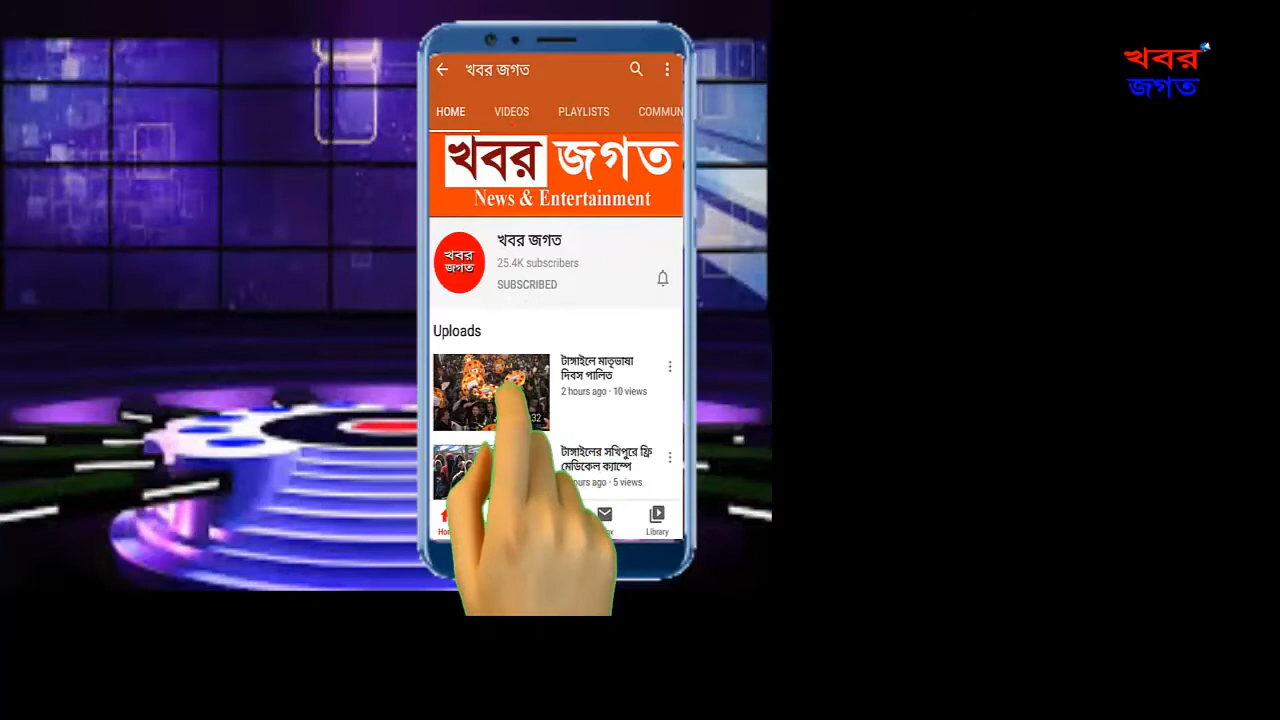 খবর জগত
HOME VIDEOS PLAYLISTS COMMUN
খবর জগত
News & Entertainment
খবর
জগত
খবর জগত
25.4K subscribers
SUBSCRIBED
Uploads
টাঙ্গাইলে মাতৃভাষা
দিবস পালিত
2 hours ago · 10 views
32
টাঙ্গাইলের সখিপুরে ফ্রি
মেডিকেল ক্যাম্পে
ago · 5 views
Library
খবর
জগত